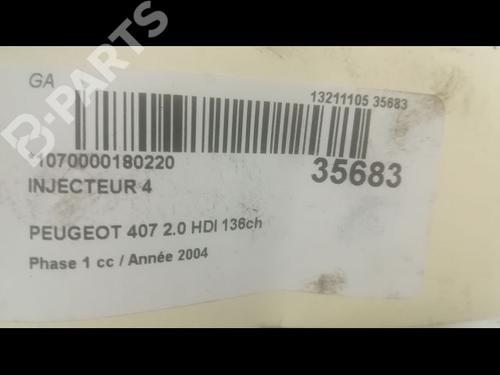 GA
13211105 35683
*1070000180220
35683
INJECTEUR 4
PEUGEOT 407 2.0 HDI 136ch
Phase 1 cc / Année 2004
B-PARTS